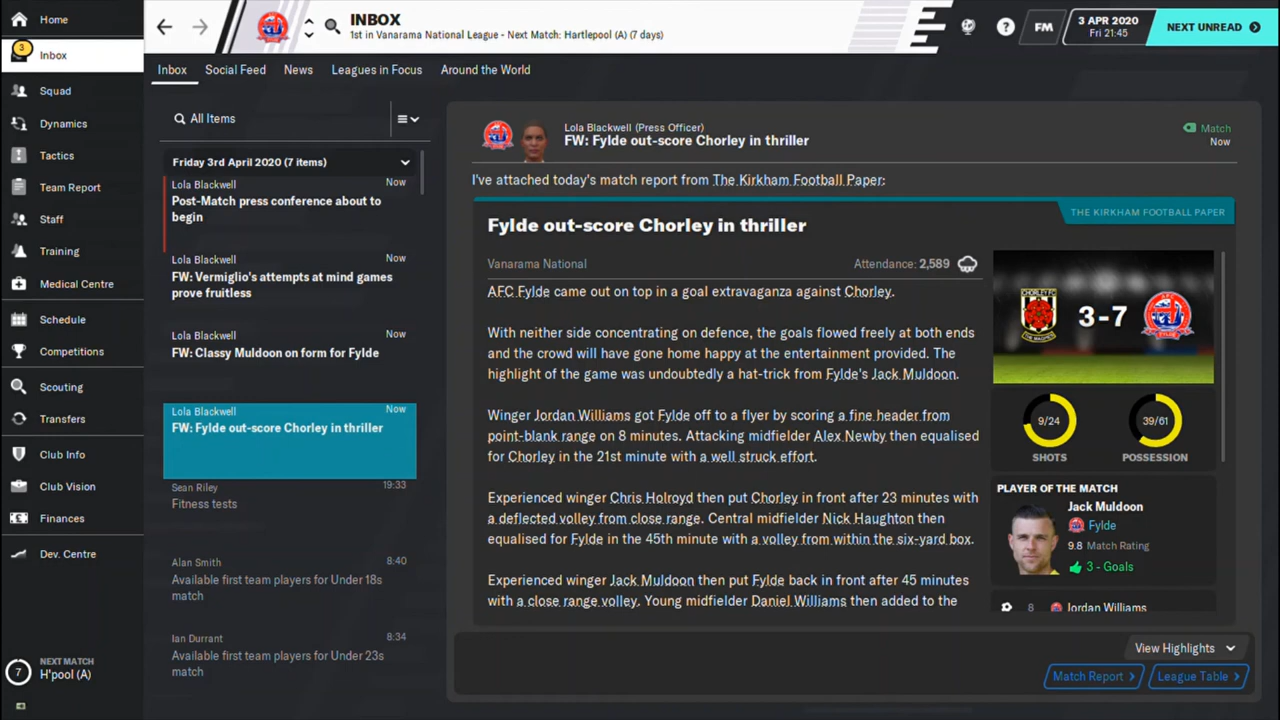 Home
3
Inbox
Squad
Dynamics
Tactics
Team Report
Staff
Training
Medical Centre
Schedule
Competitions
Scouting
Transfers
Club Info
Club Vision
Finances
Dev. Centre
7
NEXT MATCH
H'pool (A)
INBOX
1st in Vanarama National League - Next Match: Hartlepool (A) (7 days)
?
FM
3 APR 2020
Fri 21:45
NEXT UNREAD
Inbox
Social Feed
News
Leagues in Focus
Around the World
All Items
Friday 3rd April 2020 (7 items)
Lola Blackwell
Now
Post-Match press conference about to
begin
Lola Blackwell
Now
FW: Vermiglio's attempts at mind games
prove fruitless
Lola Blackwell
Now
FW: Classy Muldoon on form for Fylde
Lola Blackwell
Now
FW: Fylde out-score Chorley in thriller
Sean Riley
19:33
Fitness tests
Alan Smith
8:40
Available first team players for Under 18s
match
Ian Durrant
8:34
Available first team players for Under 23s
match
Lola Blackwell (Press Officer)
FW: Fylde out-score Chorley in thriller
Match
Now
I've attached today's match report from The Kirkham Football Paper:
THE KIRKHAM FOOTBALL PAPER
Fylde out-score Chorley in thriller
Vanarama National
Attendance: 2,589
AFC Fylde came out on top in a goal extravaganza against Chorley.
With neither side concentrating on defence, the goals flowed freely at both ends
and the crowd will have gone home happy at the entertainment provided. The
highlight of the game was undoubtedly a hat-trick from Fylde's Jack Muldoon.
Winger Jordan Williams got Fylde off to a flyer by scoring a fine header from
point-blank range on 8 minutes. Attacking midfielder Alex Newby then equalised
for Chorley in the 21st minute with a well struck effort.
Experienced winger Chris Holroyd then put Chorley in front after 23 minutes with
a deflected volley from close range. Central midfielder Nick Haughton then
equalised for Fylde in the 45th minute with a volley from within the six-yard box.
Experienced winger Jack Muldoon then put Fylde back in front after 45 minutes
with a close range volley. Young midfielder Daniel Williams then added to the
3-7
9/24
SHOTS
39/61
POSSESSION
PLAYER OF THE MATCH
Jack Muldoon
Fylde
9.8 Match Rating
3 - Goals
8 Jordan Williams
View Highlights
Match Report
League Table